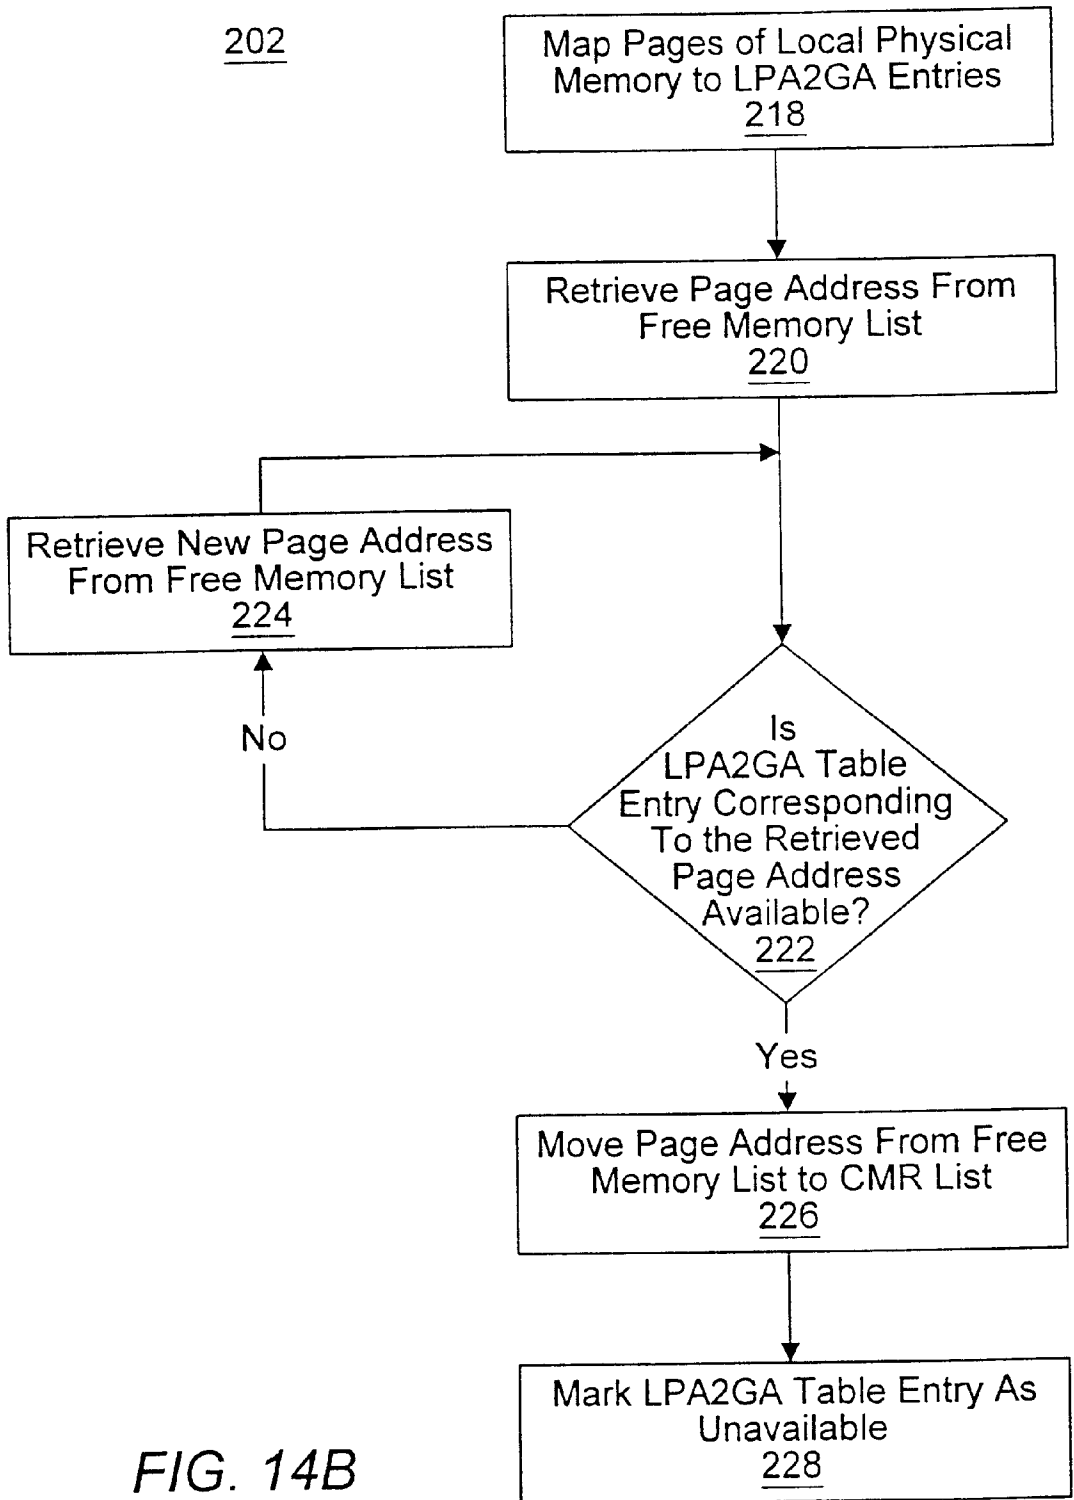 202
Map Pages of Local Physical
Memory to LPA2GA Entries
218
Retrieve Page Address From
Free Memory List
220
Retrieve New Page Address
From Free Memory List
224
No
Is
LPA2GA Table
Entry Corresponding
To the Retrieved
Page Address
Available?
222
Yes
Move Page Address From Free
Memory List to CMR List
226
Mark LPA2GA Table Entry As
Unavailable
228
FIG. 14B